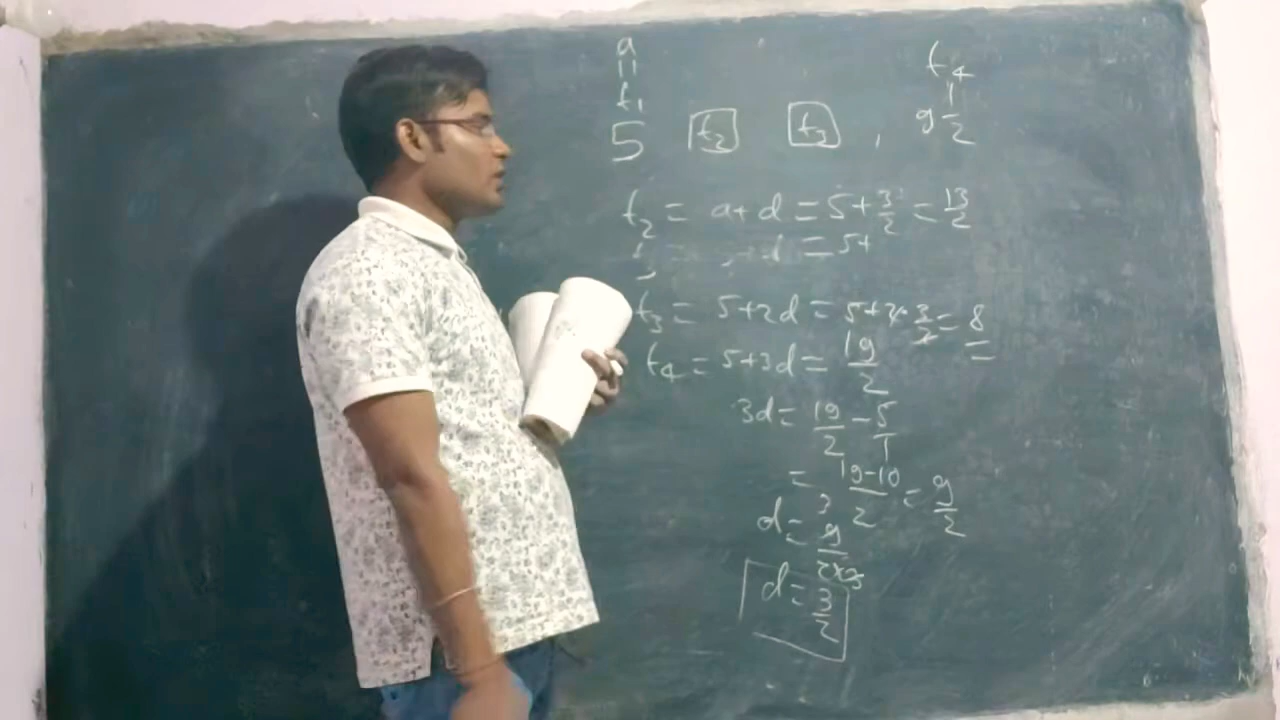 a
||
t₁ t₄
5 t₂ t₃ , 9 1/2
t₂ = a+d = 5+3/2 = 13/2
d = 5+
t₃ = 5+2d = 5+2·3/2 = 8
t₄ = 5+3d = 19/2
3d = 19/2 - 5/1
= 19-10/2 = 9/2
d = 9/2×3 3
d = 3/2